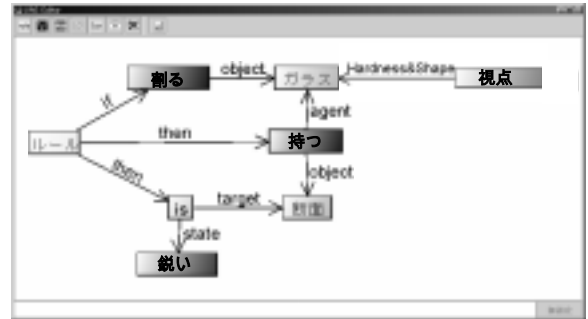 割る
object
ガラス
Hardness&Shape
視点
if
agent
ルール
then
持つ
object
then
is
target
断面
state
鋭い